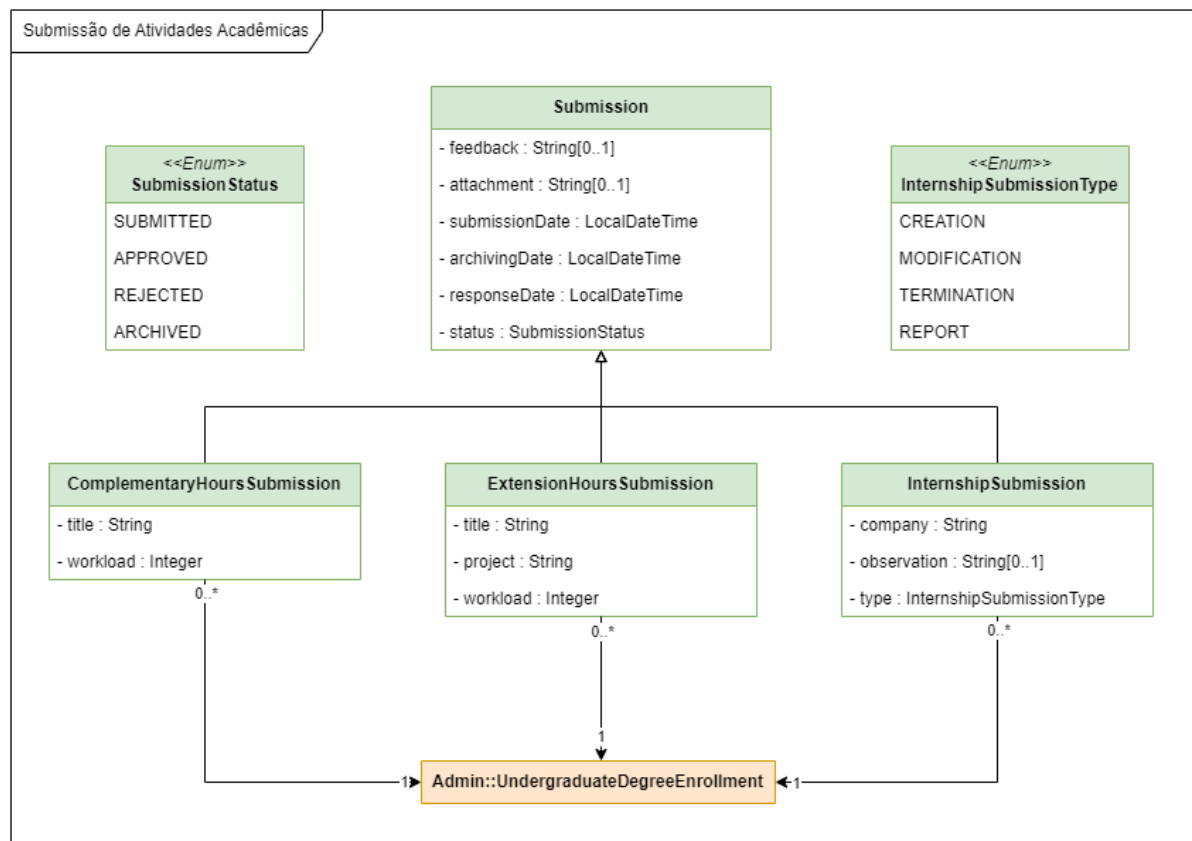 Submissão de Atividades Acadêmicas
Submission
- feedback : String[0..1]
- attachment : String[0..1]
- submissionDate : LocalDateTime
- archivingDate : LocalDateTime
- responseDate : LocalDateTime
- status : SubmissionStatus
<<Enum>>
SubmissionStatus
SUBMITTED
APPROVED
REJECTED
ARCHIVED
<<Enum>>
InternshipSubmissionType
CREATION
MODIFICATION
TERMINATION
REPORT
ComplementaryHoursSubmission
- title : String
- workload : Integer
0..*
ExtensionHoursSubmission
- title : String
- project : String
- workload : Integer
0..*
InternshipSubmission
- company : String
- observation : String[0..1]
- type : InternshipSubmissionType
0..*
1
1
Admin::UndergraduateDegreeEnrollment
1